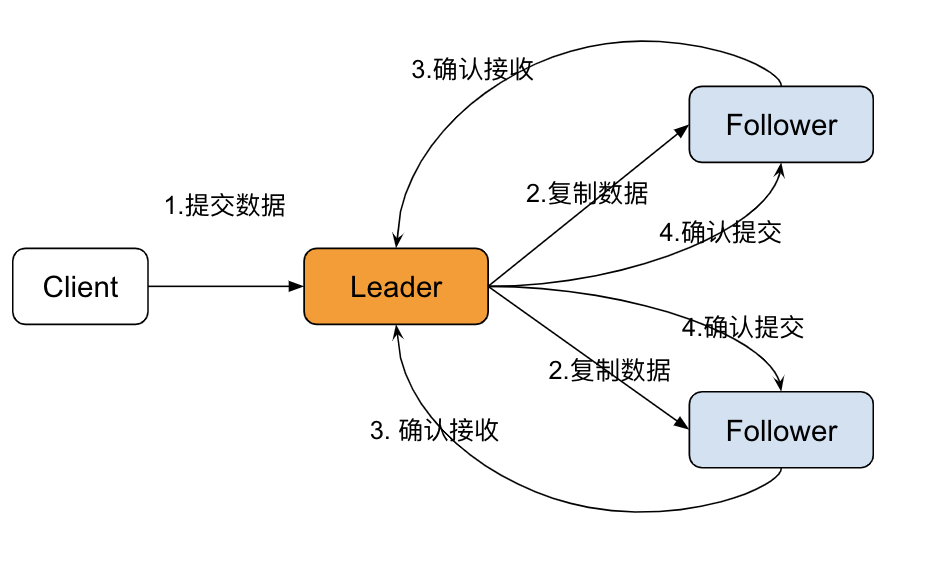 3.确认接收
Follower
2.复制数据
1.提交数据
4.确认提交
Client
Leader
4.确认提交
2.复制数据
3. 确认接收
Follower